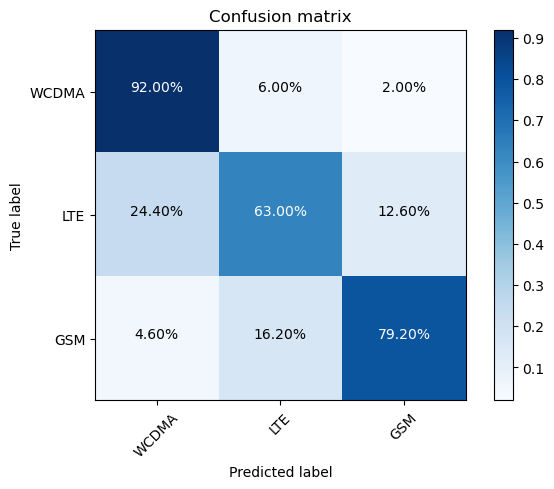 Confusion matrix
True label
WCDMA
92.00% 6.00% 2.00%
LTE
24.40% 63.00% 12.60%
GSM
4.60% 16.20% 79.20%
WCDMA LTE GSM
Predicted label
0.9
0.8
0.7
0.6
0.5
0.4
0.3
0.2
0.1